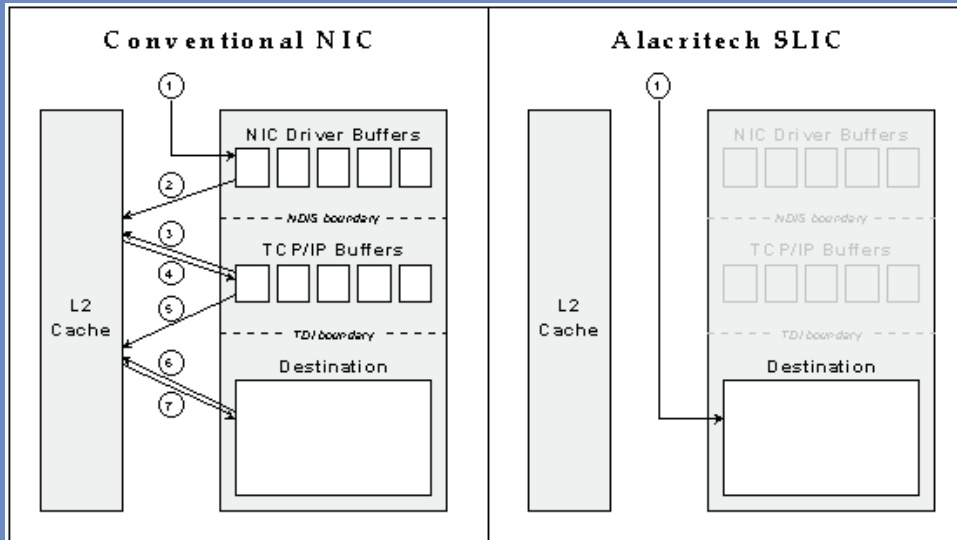 Conventional NIC
1
NIC Driver Buffers
2
NDIS boundary
3
TCP/IP Buffers
4
L2
Cache
5
TDI boundary
6
Destination
7
Alacritech SLIC
1
NIC Driver Buffers
NDIS boundary
TCP/IP Buffers
L2
Cache
TDI boundary
Destination